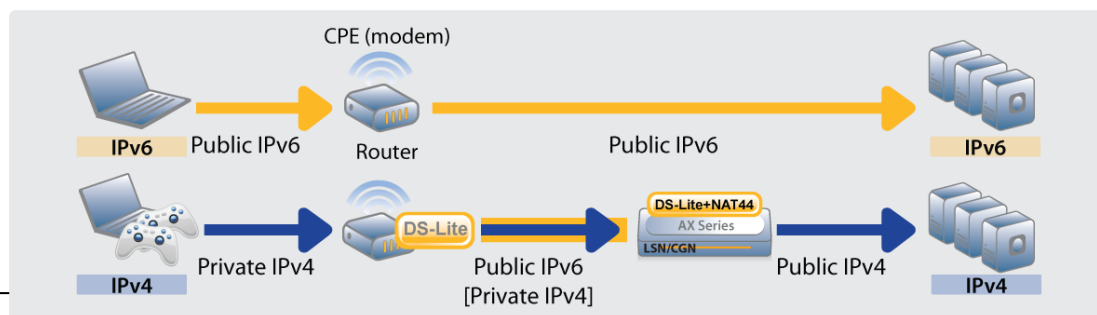 CPE (modem)
IPv6
Public IPv6
Router
Public IPv6
IPv6
DS-Lite
DS-Lite+NAT44
AX Series
LSN/CGN
IPv4
Private IPv4
Public IPv6
[Private IPv4]
Public IPv4
IPv4